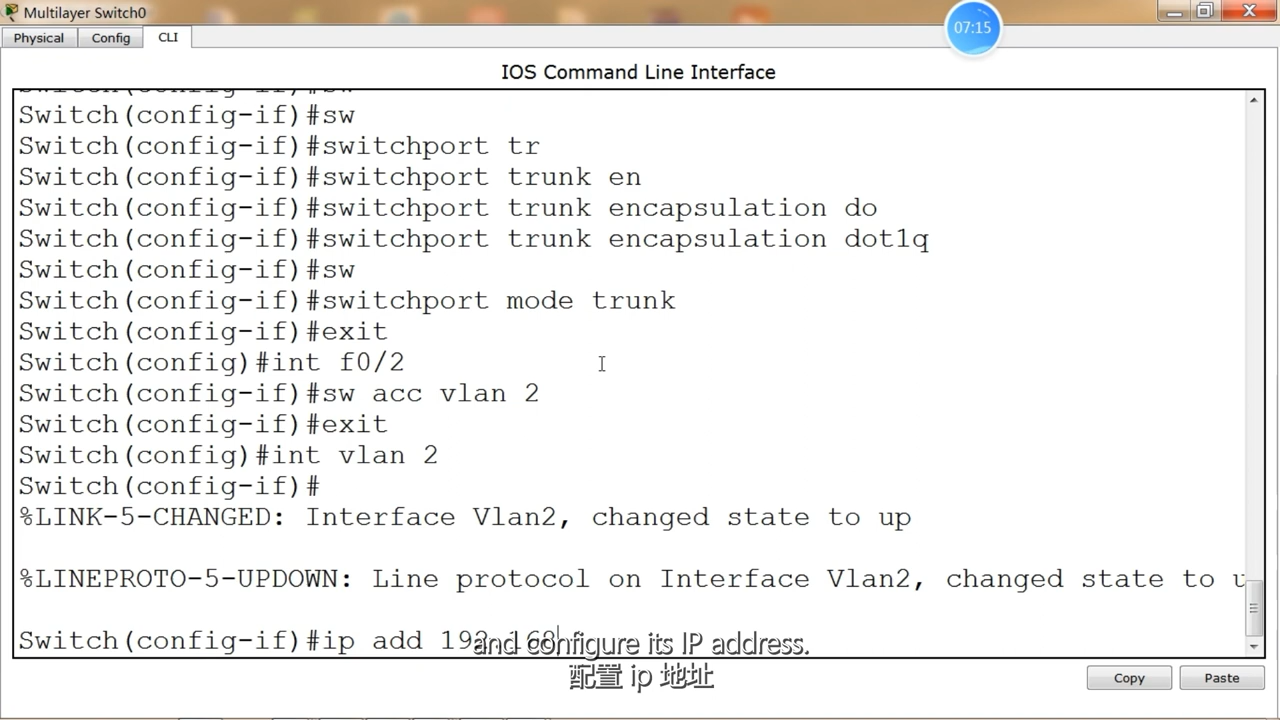 Multilayer Switch0
07:15
Physical Config CLI
IOS Command Line Interface
Switch(config-if)#sw
Switch(config-if)#sw
Switch(config-if)#switchport tr
Switch(config-if)#switchport trunk en
Switch(config-if)#switchport trunk encapsulation do
Switch(config-if)#switchport trunk encapsulation dot1q
Switch(config-if)#sw
Switch(config-if)#switchport mode trunk
Switch(config-if)#exit
Switch(config)#int f0/2
Switch(config-if)#sw acc vlan 2
Switch(config-if)#exit
Switch(config)#int vlan 2
Switch(config-if)#
%LINK-5-CHANGED: Interface Vlan2, changed state to up
%LINEPROTO-5-UPDOWN: Line protocol on Interface Vlan2, changed state to u
Switch(config-if)#ip add 192.168
and configure its IP address.
配置 ip 地址
Copy Paste